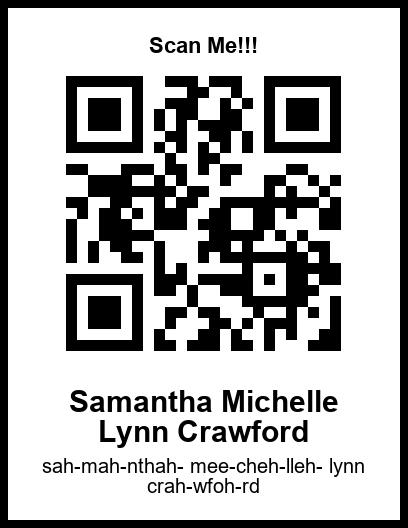 Scan Me!!!
Samantha Michelle
Lynn Crawford
sah-mah-nthah- mee-cheh-lleh- lynn
crah-wfoh-rd